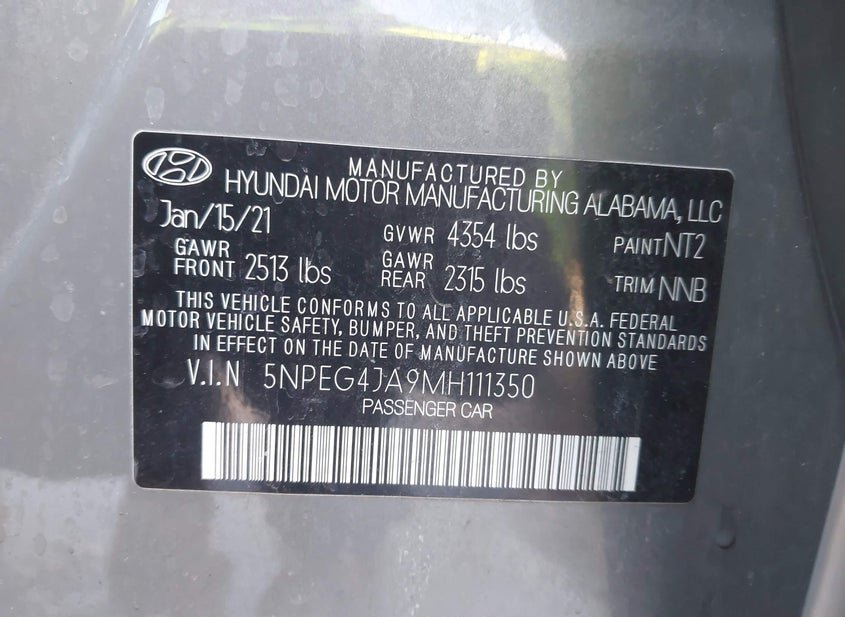 MANUFACTURED BY
HYUNDAI MOTOR MANUFACTURING ALABAMA, LLC
Jan/15/21 GVWR 4354 lbs PAINT NT2
GAWR FRONT 2513 lbs GAWR REAR 2315 lbs TRIM NNB
THIS VEHICLE CONFORMS TO ALL APPLICABLE U.S.A. FEDERAL
MOTOR VEHICLE SAFETY, BUMPER, AND THEFT PREVENTION STANDARDS
IN EFFECT ON THE DATE OF MANUFACTURE SHOWN ABOVE
V.I.N 5NPEG4JA9MH111350
PASSENGER CAR